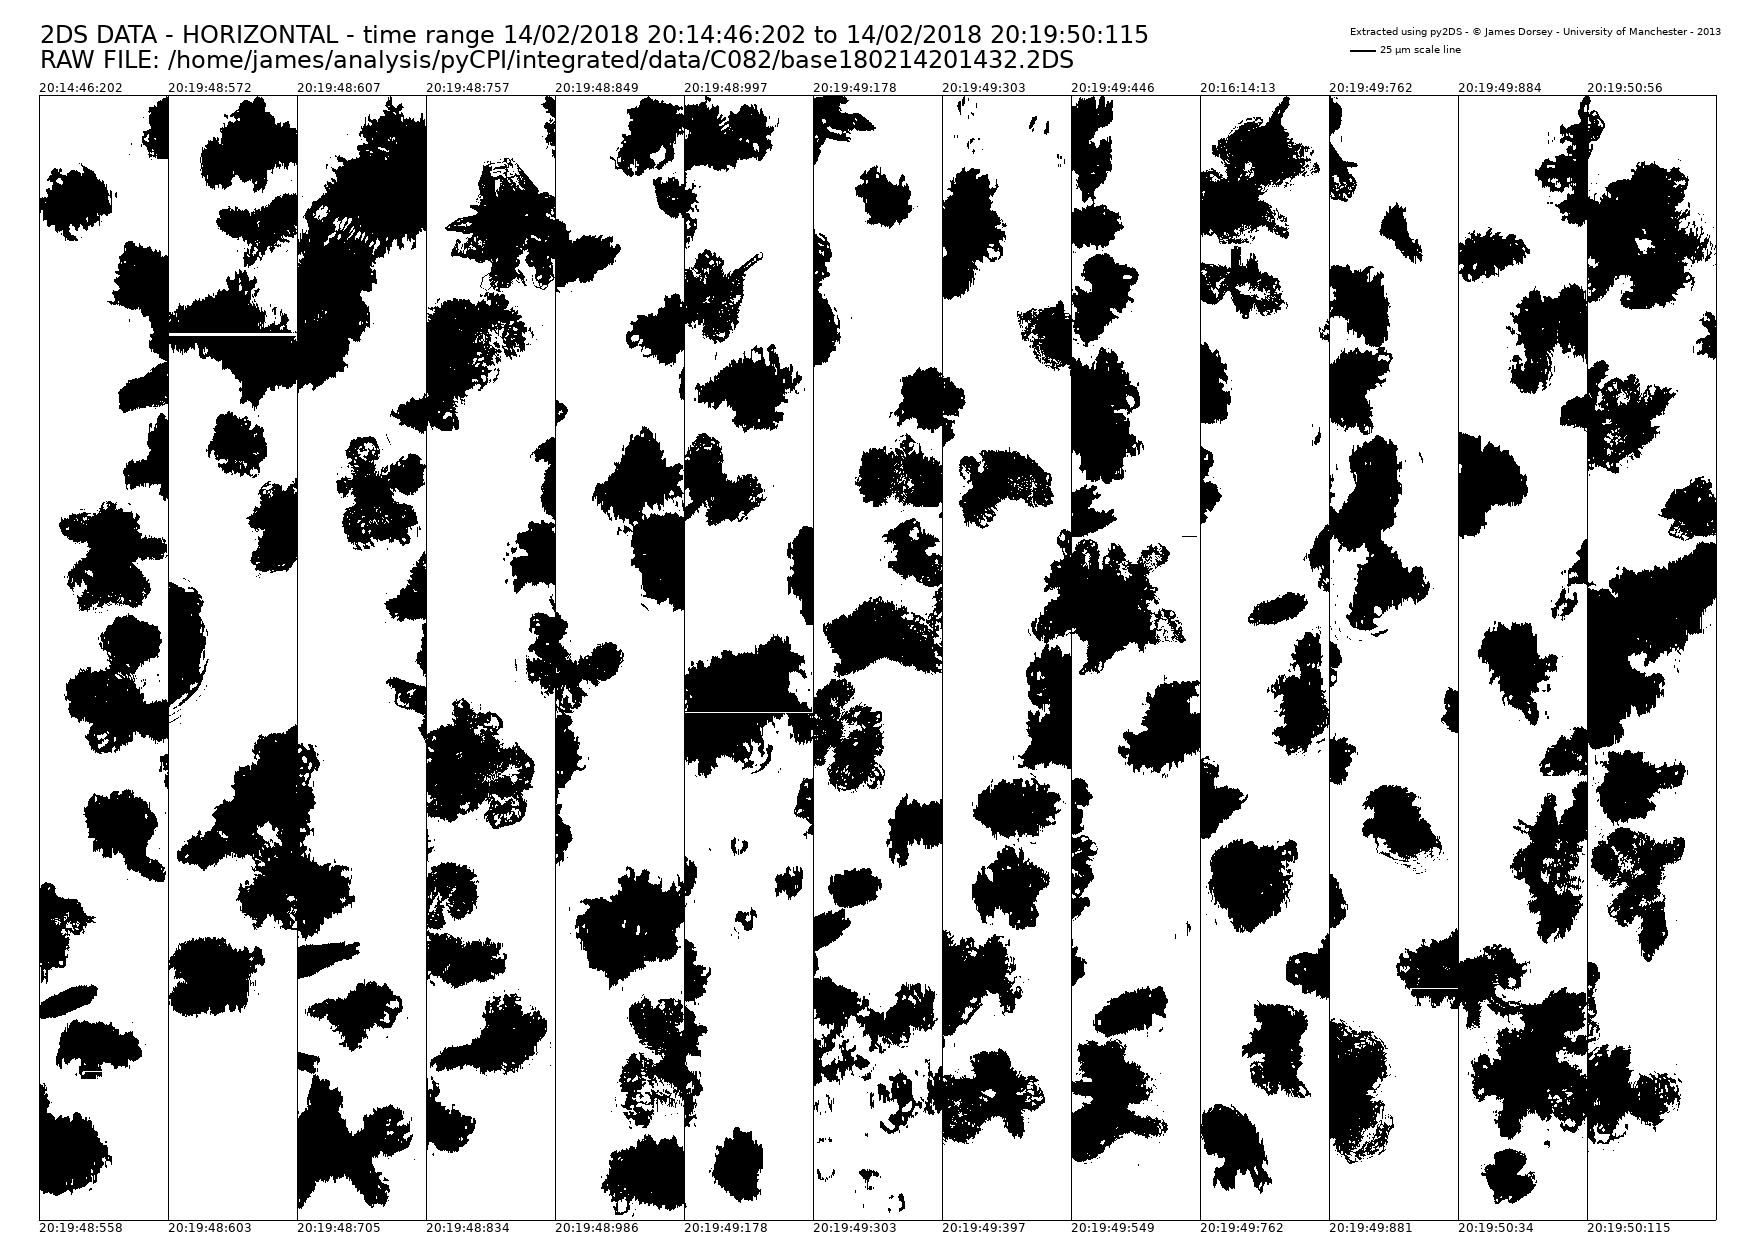 2DS DATA - HORIZONTAL - time range 14/02/2018 20:14:46:202 to 14/02/2018 20:19:50:115
RAW FILE: /home/james/analysis/pyCPI/integrated/data/C082/base180214201432.2DS
Extracted using py2DS - © James Dorsey - University of Manchester - 2013
25 µm scale line
20:14:46:202 20:19:48:572 20:19:48:607 20:19:48:757 20:19:48:849 20:19:48:997 20:19:49:178 20:19:49:303 20:19:49:446 20:16:14:13 20:19:49:762 20:19:49:884 20:19:50:56
20:19:48:558 20:19:48:603 20:19:48:705 20:19:48:834 20:19:48:986 20:19:49:178 20:19:49:303 20:19:49:397 20:19:49:549 20:19:49:762 20:19:49:881 20:19:50:34 20:19:50:115